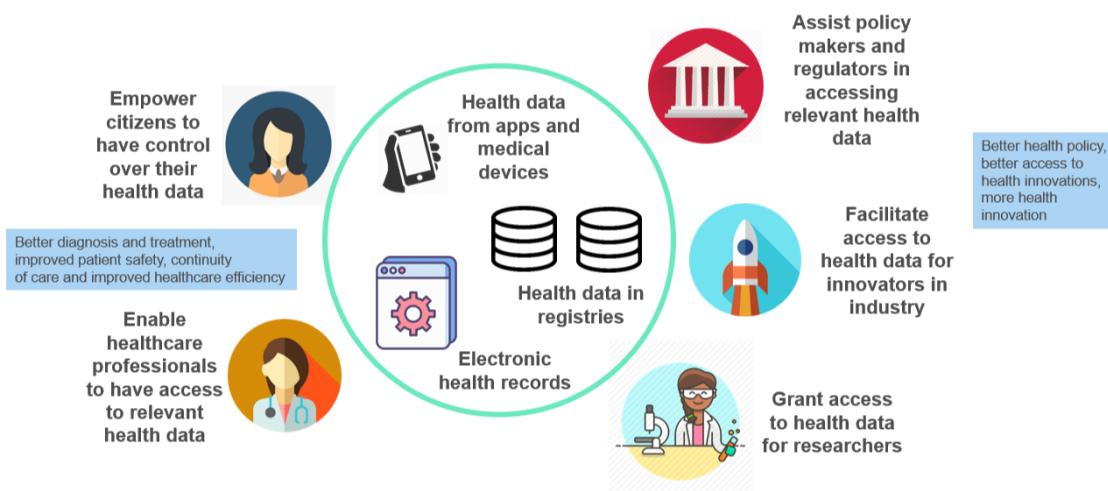 Empower
citizens to
have control
over their
health data
Better diagnosis and treatment,
improved patient safety, continuity
of care and improved healthcare efficiency
Enable
healthcare
professionals
to have access
to relevant
health data
Health data
from apps and
medical
devices
Health data in
registries
Electronic
health records
Assist policy
makers and
regulators in
accessing
relevant health
data
Better health policy,
better access to
health innovations,
more health
innovation
Facilitate
access to
health data for
innovators in
industry
Grant access
to health data
for researchers